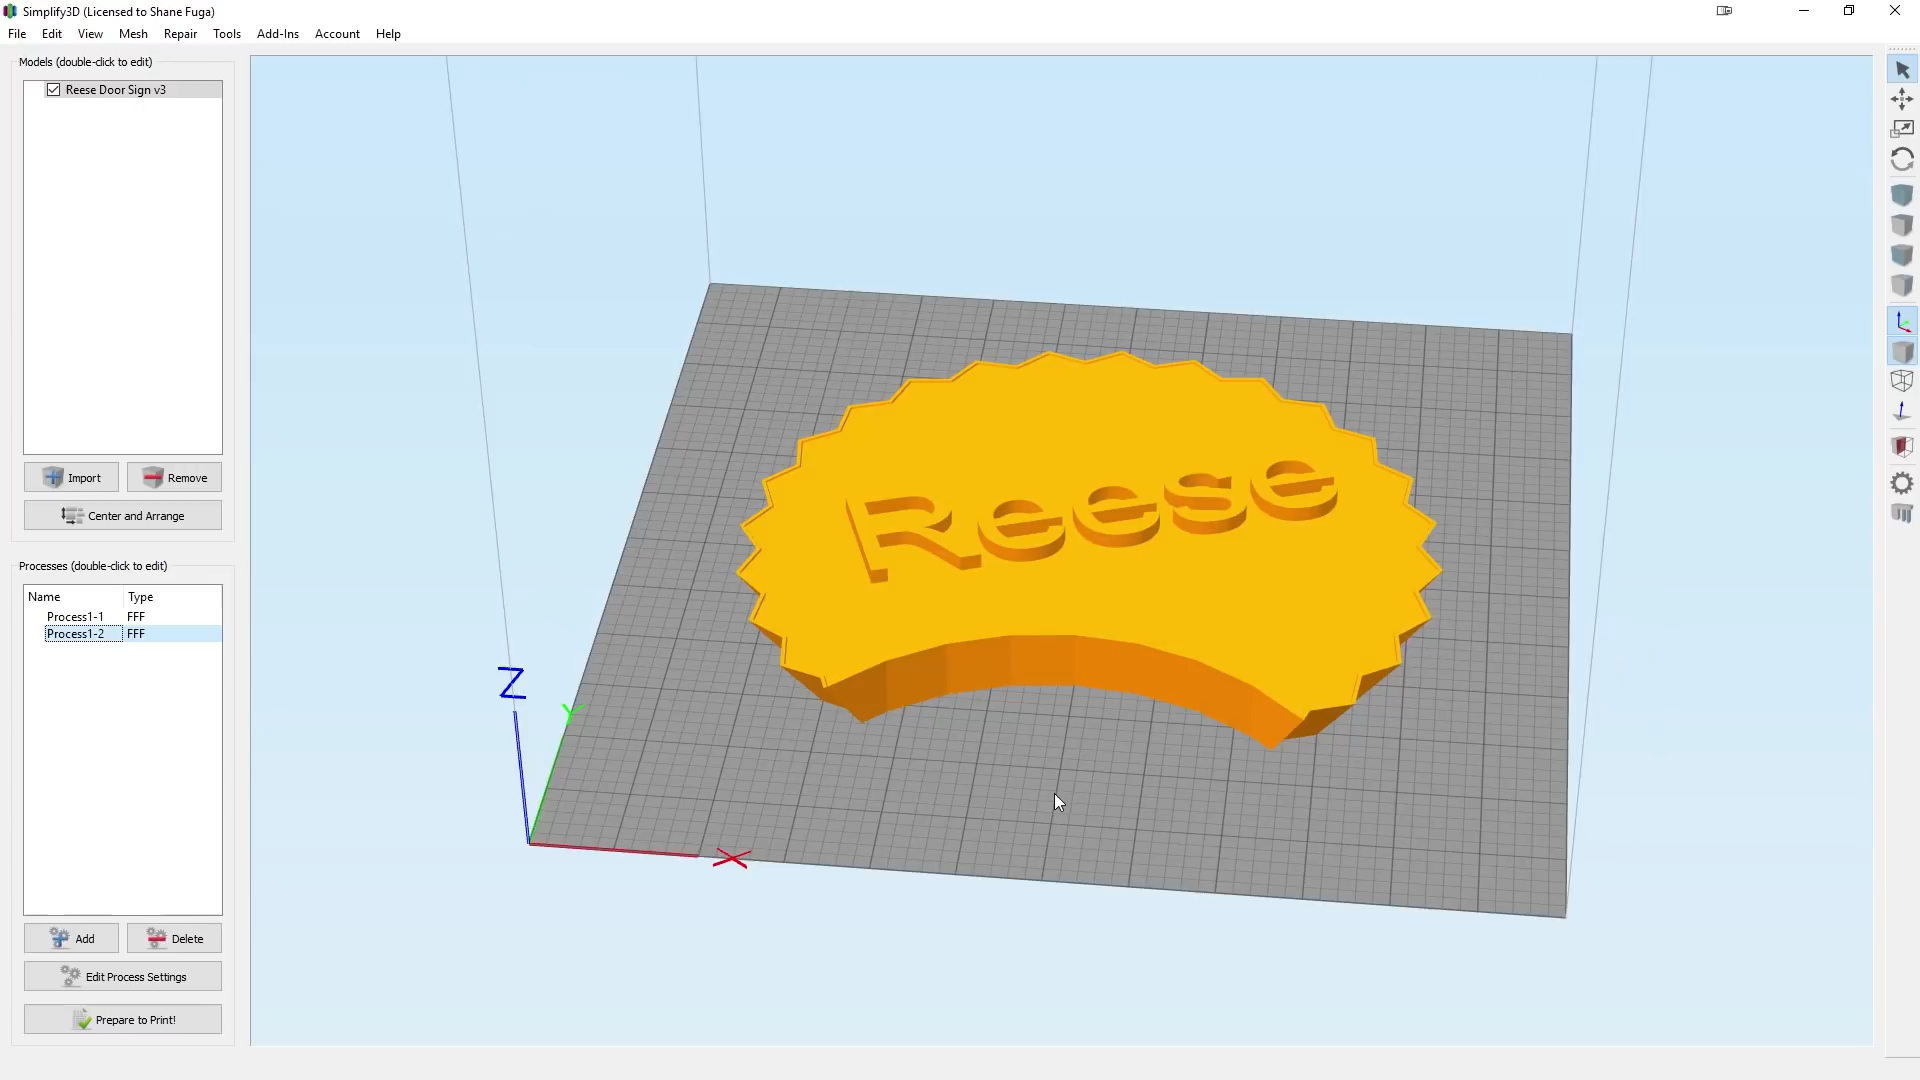 Simplify3D (Licensed to Shane Fuga)
File Edit View Mesh Repair Tools Add-Ins Account Help
Models (double-click to edit)
Reese Door Sign v3
Import Remove
Center and Arrange
Processes (double-click to edit)
Name Type
Process1-1 FFF
Process1-2 FFF
Add Delete
Edit Process Settings
Prepare to Print!
Reese
Z
Y
X